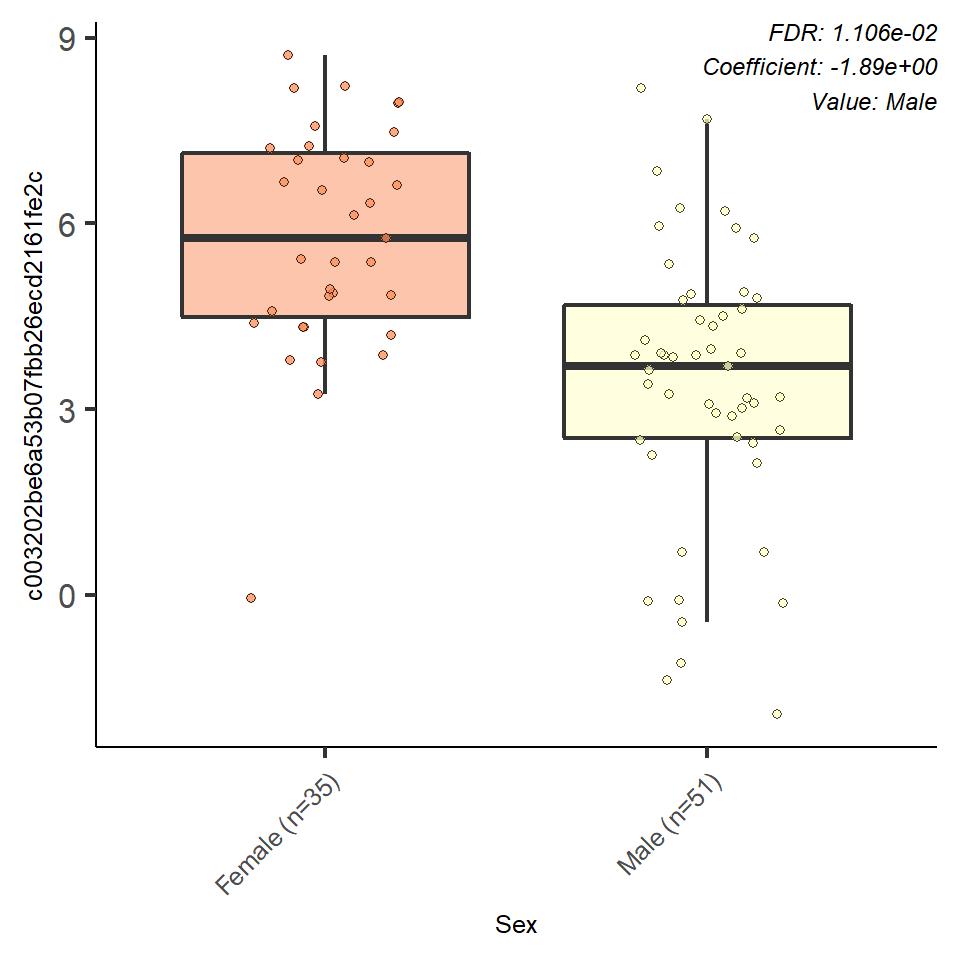 FDR: 1.106e-02
Coefficient: -1.89e+00
Value: Male
c003202be6a53b07fbb26ecd2161fe2c
9
6
3
0
Female (n=35)
Male (n=51)
Sex